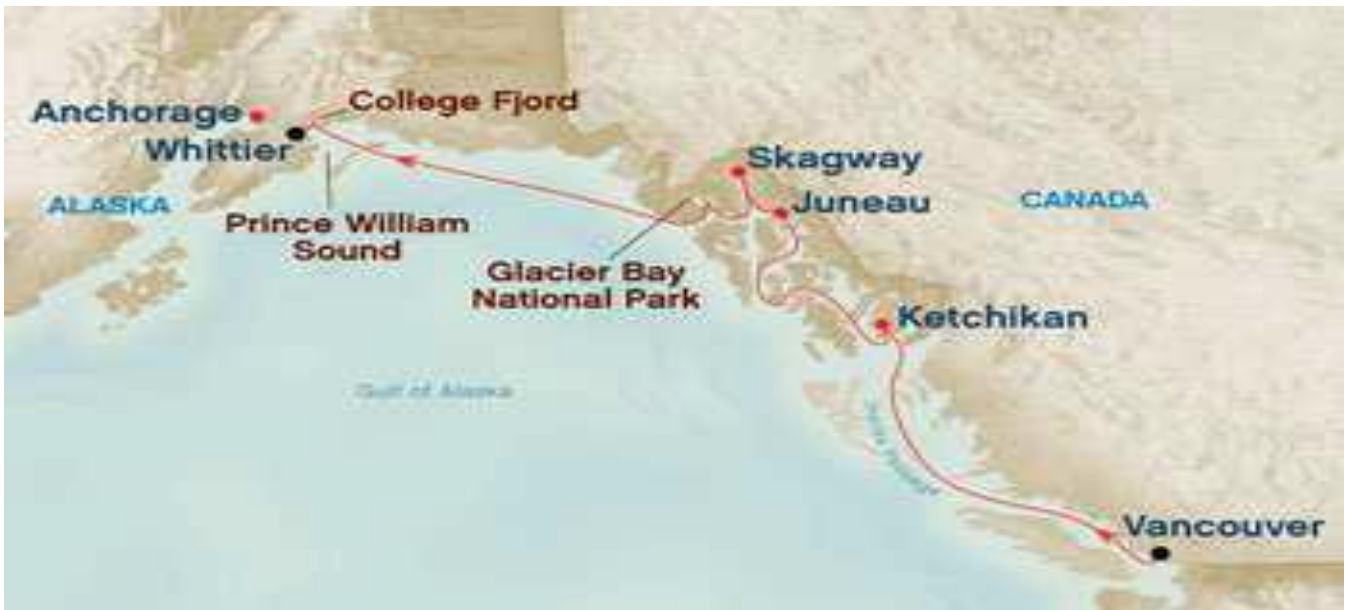 College Fjord
Anchorage
Whittier
Skagway
ALASKA
CANADA
Juneau
Prince William
Sound
Glacier Bay
National Park
Ketchikan
Gulf of Alaska
Vancouver